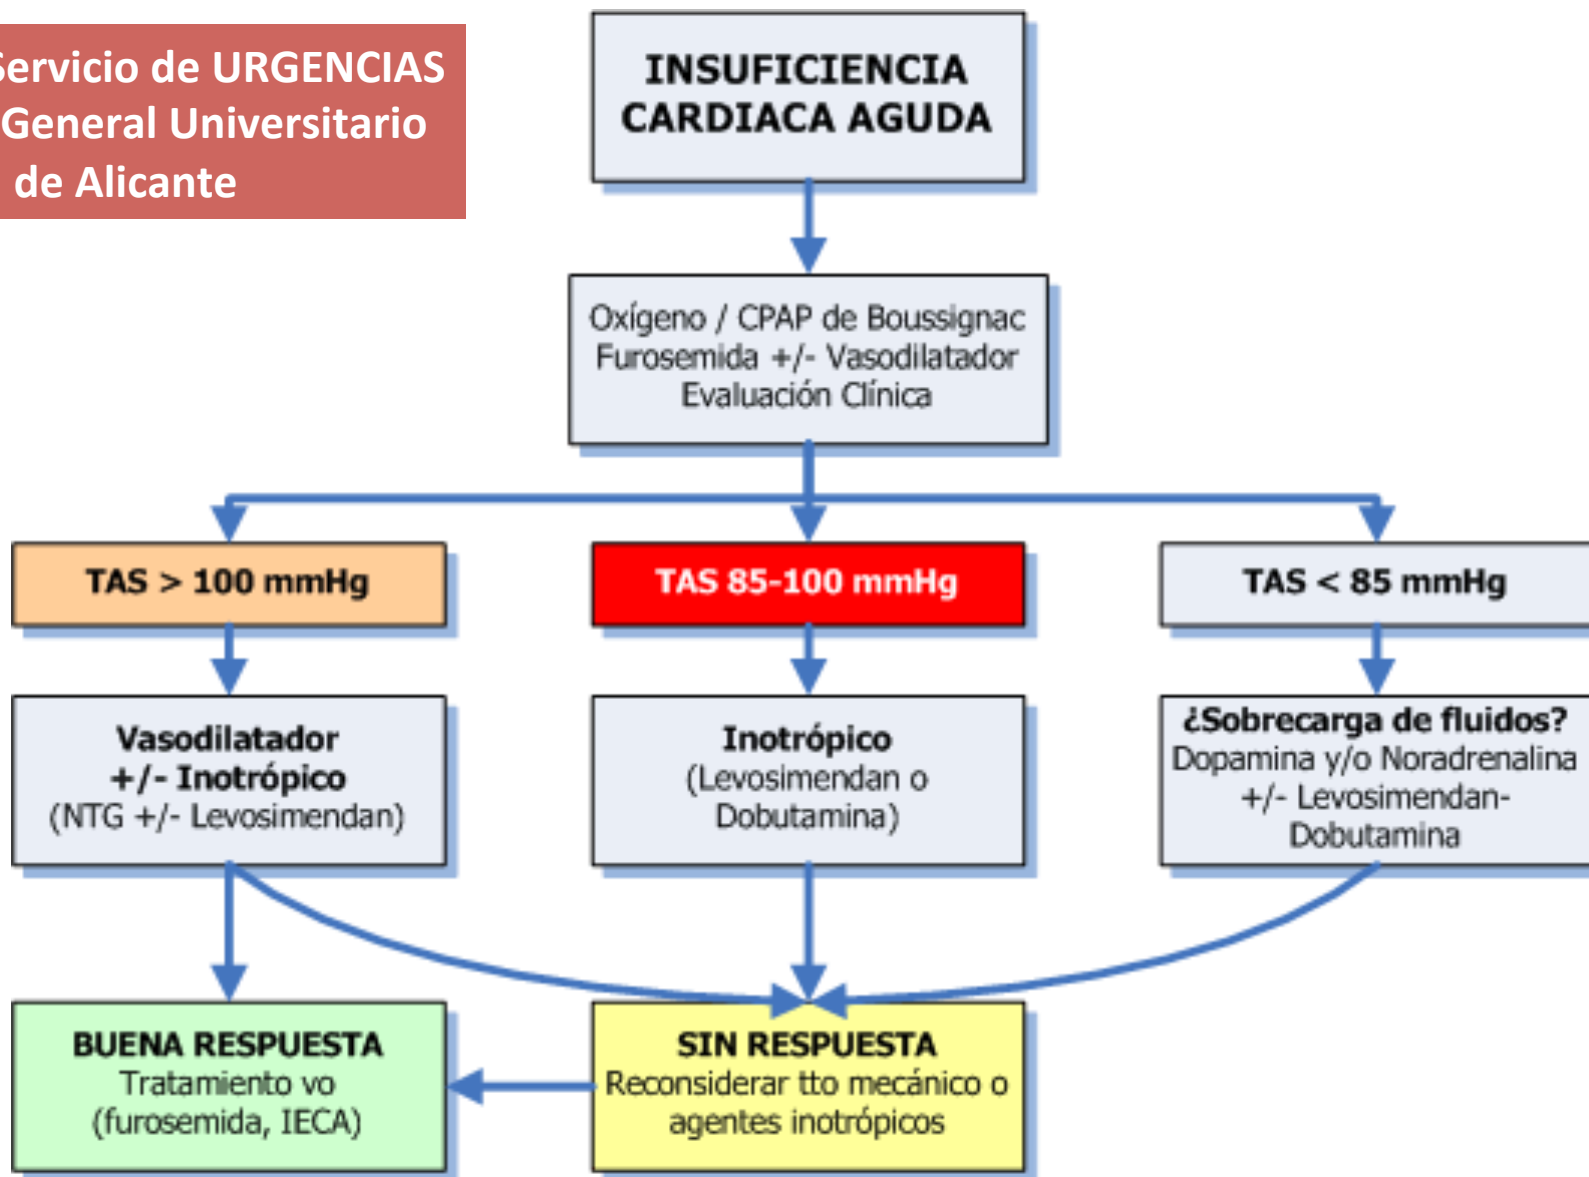 Servicio de URGENCIAS
General Universitario
de Alicante
INSUFICIENCIA
CARDIACA AGUDA
Oxígeno / CPAP de Boussignac
Furosemida +/- Vasodilatador
Evaluación Clínica
TAS > 100 mmHg
TAS 85-100 mmHg
TAS < 85 mmHg
Vasodilatador
+/- Inotrópico
(NTG +/- Levosimendan)
Inotrópico
(Levosimendan o
Dobutamina)
¿Sobrecarga de fluidos?
Dopamina y/o Noradrenalina
+/- Levosimendan-
Dobutamina
BUENA RESPUESTA
Tratamiento vo
(furosemida, IECA)
SIN RESPUESTA
Reconsiderar tto mecánico o
agentes inotrópicos